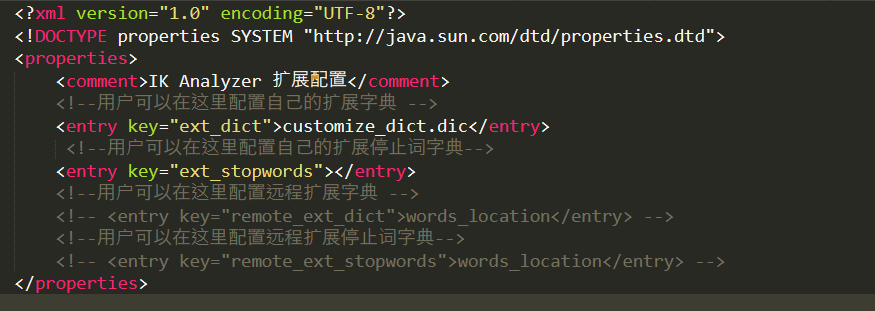 <?xml version="1.0" encoding="UTF-8"?>
<!DOCTYPE properties SYSTEM "http://java.sun.com/dtd/properties.dtd">
<properties>
    <comment>IK Analyzer 扩展配置</comment>
    <!--用户可以在这里配置自己的扩展字典 -->
    <entry key="ext_dict">customize_dict.dic</entry>
     <!--用户可以在这里配置自己的扩展停止词字典-->
    <entry key="ext_stopwords"></entry>
    <!--用户可以在这里配置远程扩展字典 -->
    <!-- <entry key="remote_ext_dict">words_location</entry> -->
    <!--用户可以在这里配置远程扩展停止词字典-->
    <!-- <entry key="remote_ext_stopwords">words_location</entry> -->
</properties>